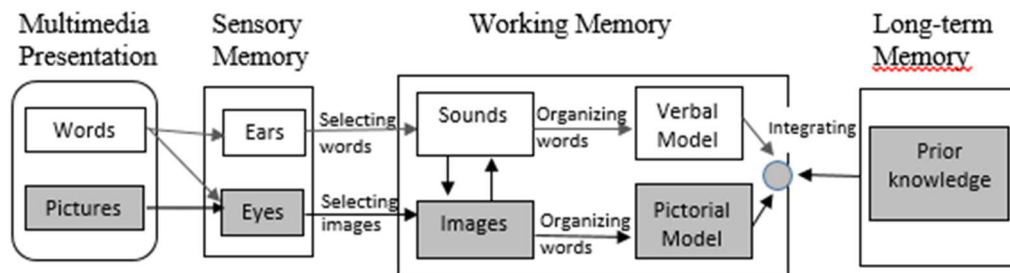 Multimedia
Presentation
Sensory
Memory
Working Memory
Long-term
Memory
Words
Pictures
Ears
Eyes
Selecting
words
Selecting
images
Sounds
Images
Organizing
words
Organizing
words
Verbal
Model
Pictorial
Model
Integrating
Prior
knowledge